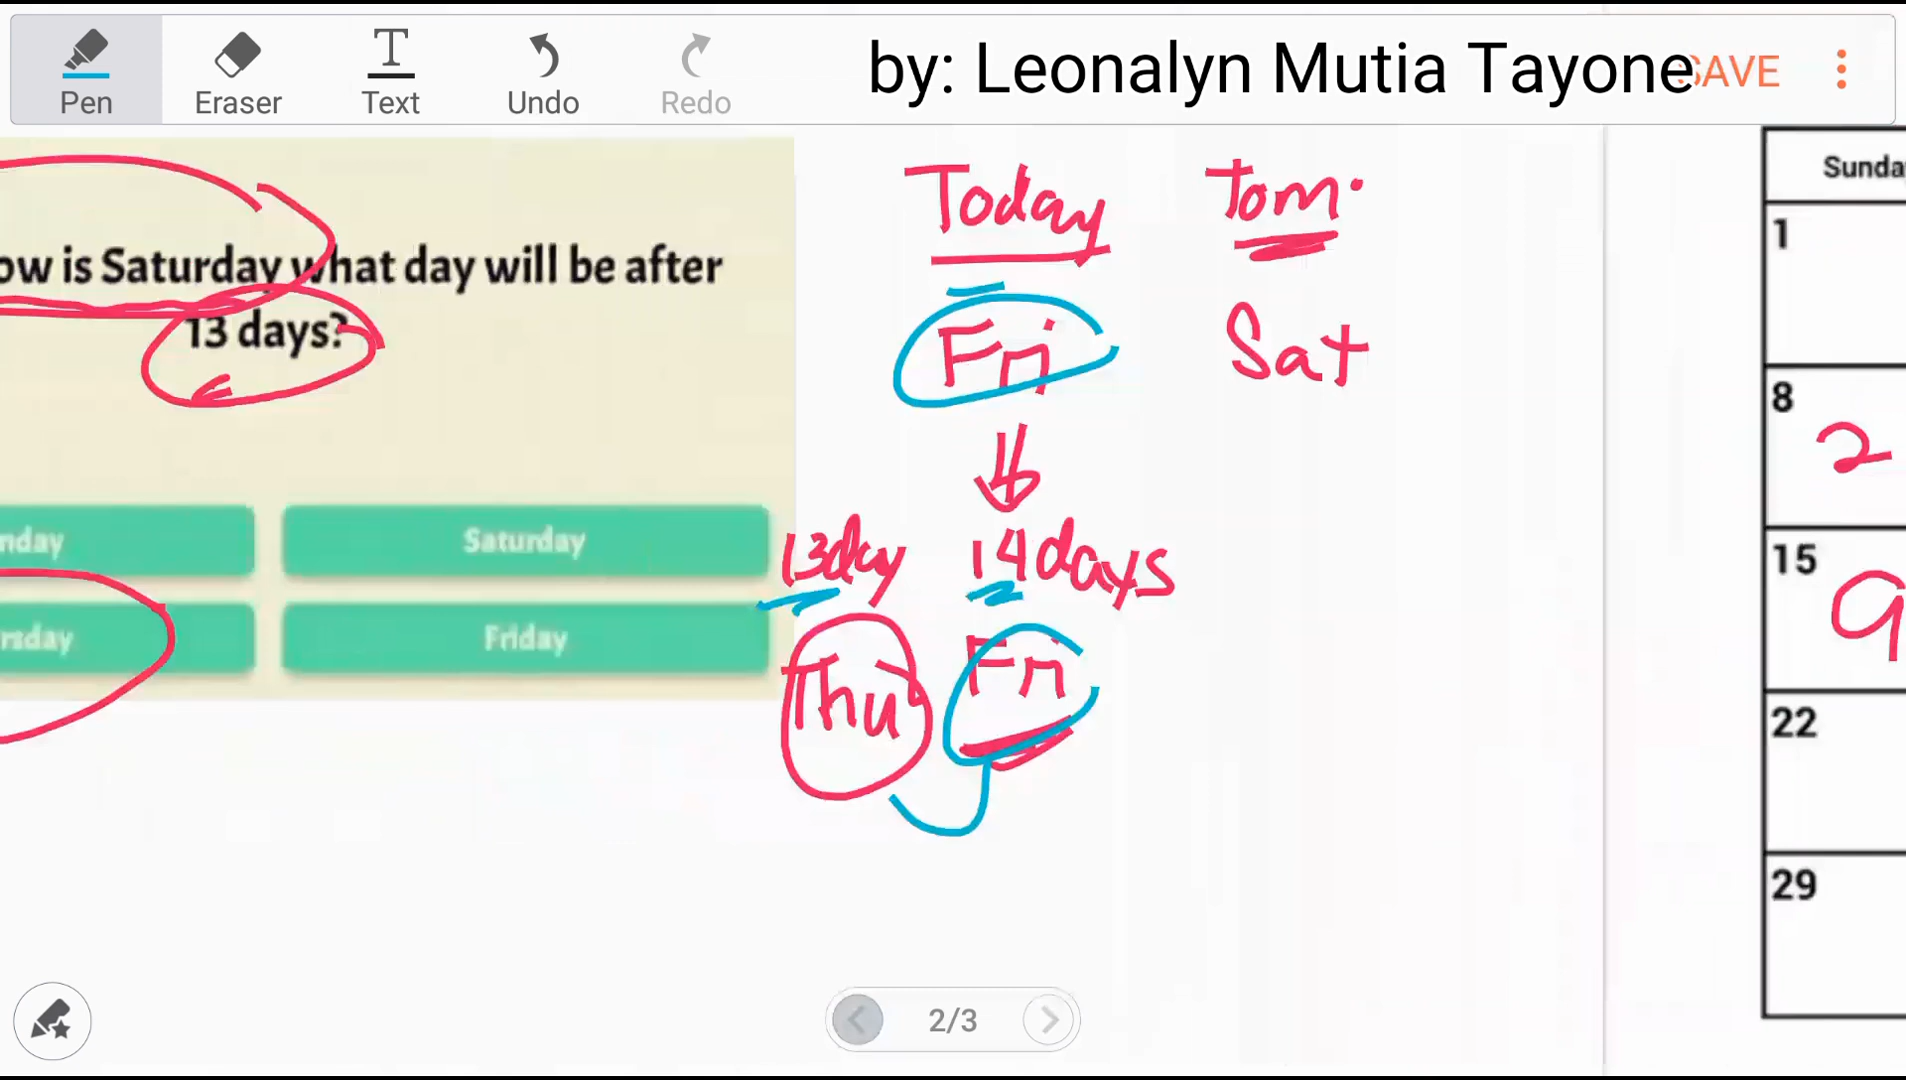 Pen Eraser Text Undo Redo by: Leonalyn Mutia Tayone SAVE
ow is Saturday what day will be after
13 days?
nday Saturday
rsday Friday
Today Tom.
Fri Sat
13day 14days
Thu Fri
Sunda
1
8
2
15
9
22
29
2/3